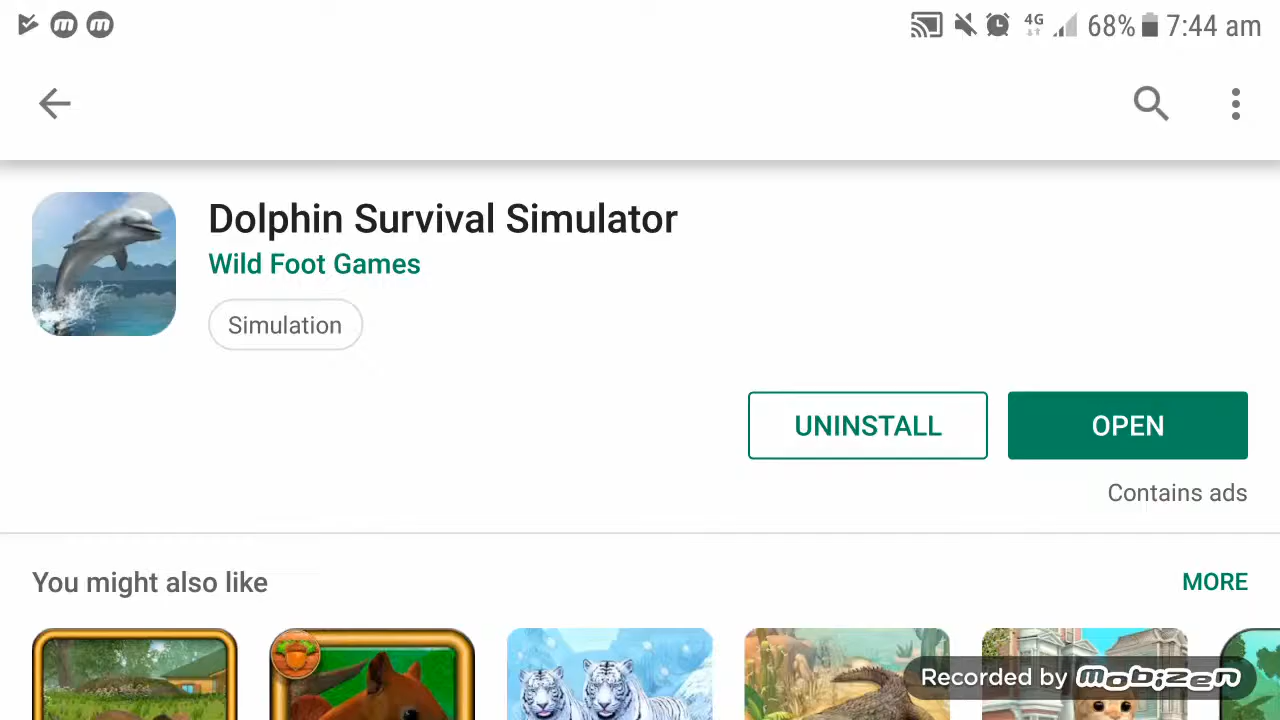 4G 68% 7:44 am
Dolphin Survival Simulator
Wild Foot Games
Simulation
UNINSTALL OPEN
Contains ads
You might also like MORE
Recorded by mobizen